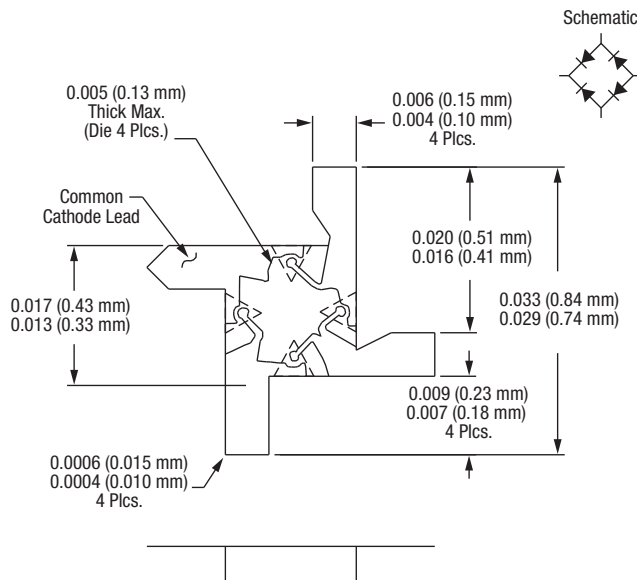 Schematic
0.005 (0.13 mm)
Thick Max.
(Die 4 Plcs.)
0.006 (0.15 mm)
0.004 (0.10 mm)
4 Plcs.
Common
Cathode Lead
0.020 (0.51 mm)
0.016 (0.41 mm)
0.017 (0.43 mm)
0.013 (0.33 mm)
0.033 (0.84 mm)
0.029 (0.74 mm)
0.009 (0.23 mm)
0.007 (0.18 mm)
4 Plcs.
0.0006 (0.015 mm)
0.0004 (0.010 mm)
4 Plcs.